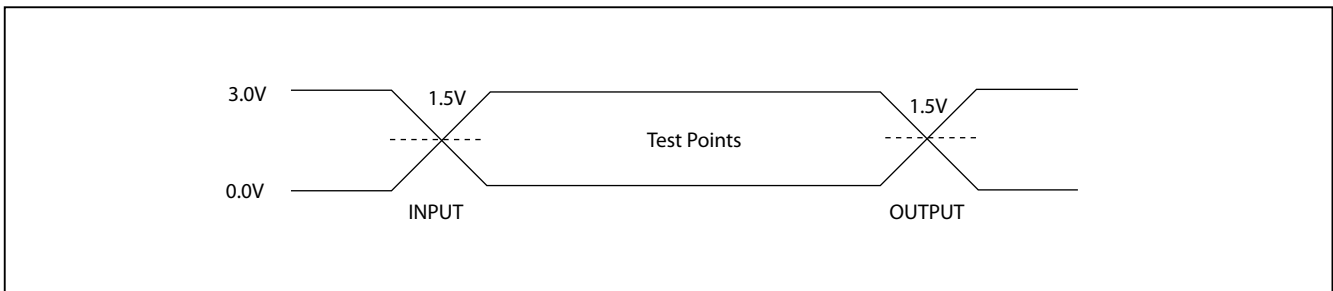 3.0V
1.5V
1.5V
Test Points
0.0V
INPUT
OUTPUT